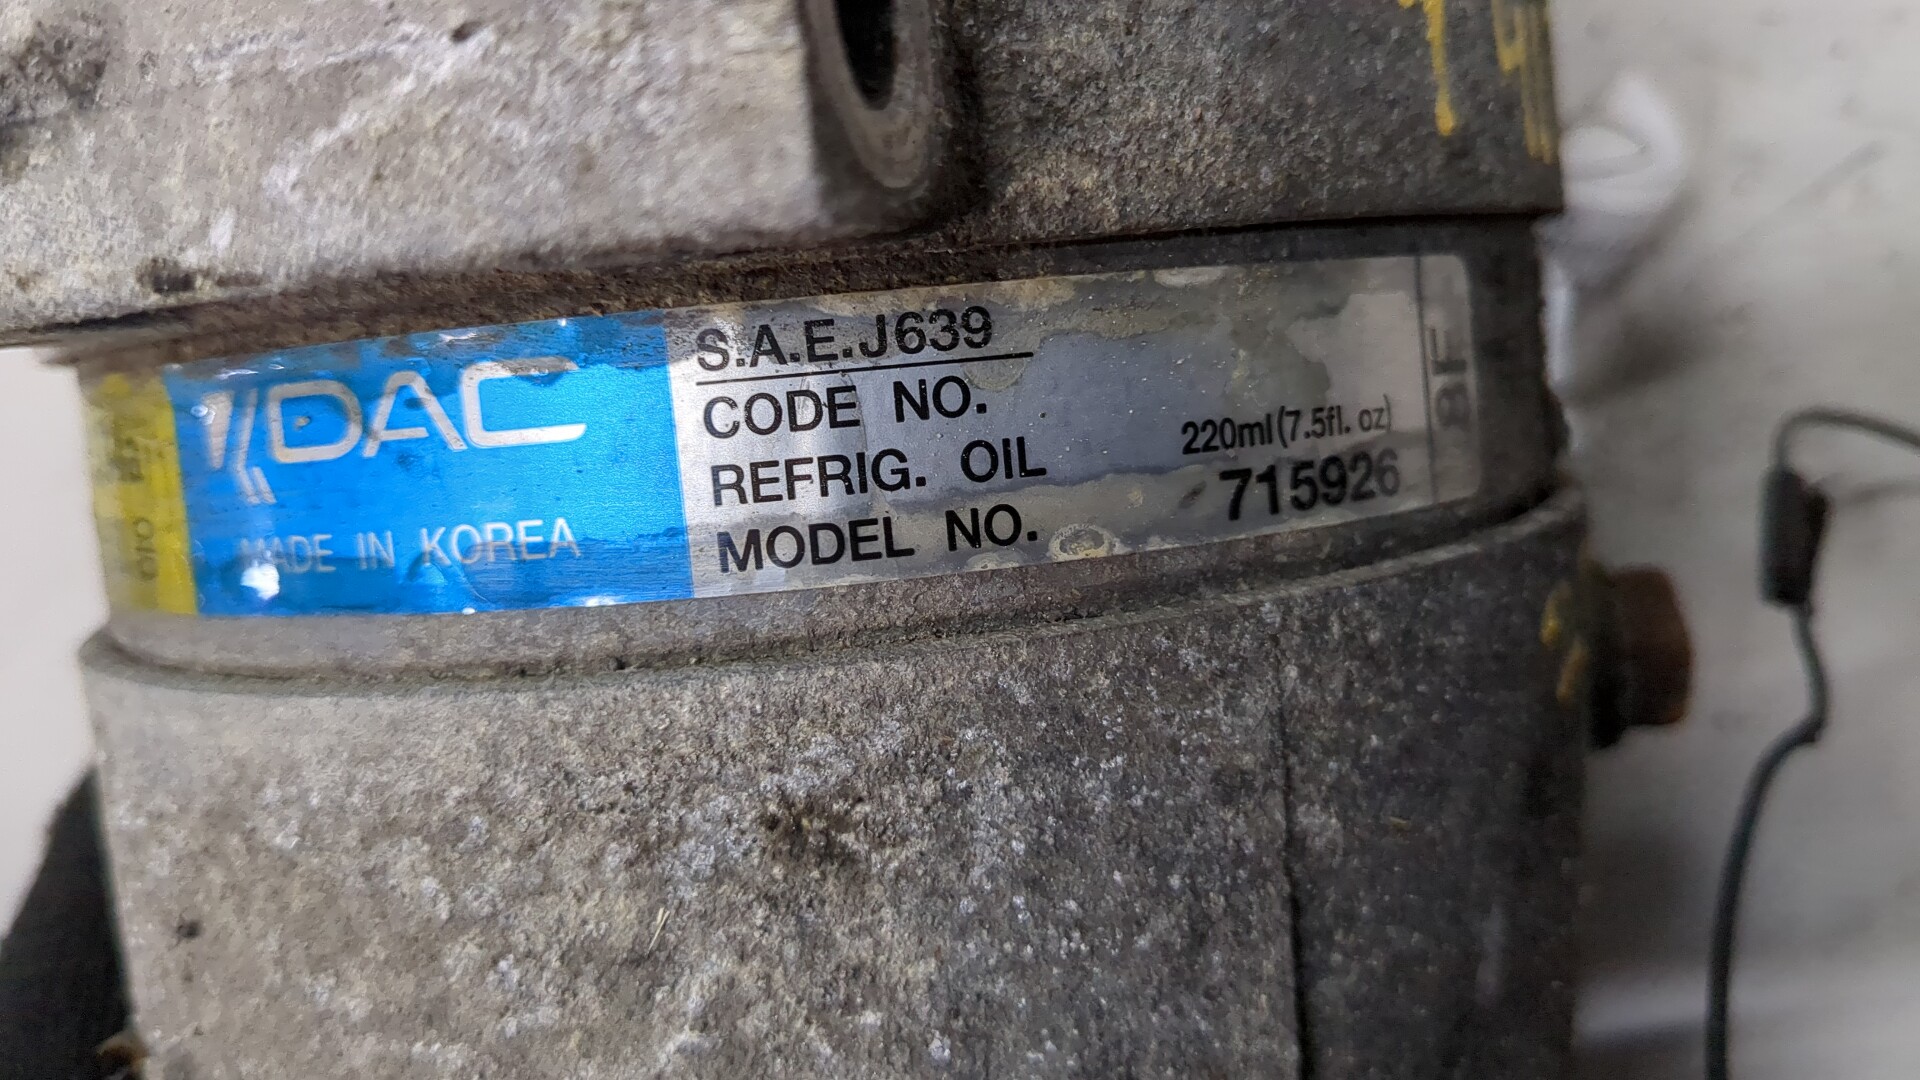 DAC
MADE IN KOREA
S.A.E.J639
CODE NO.
REFRIG. OIL 220ml(7.5fl. oz)
MODEL NO. 715926